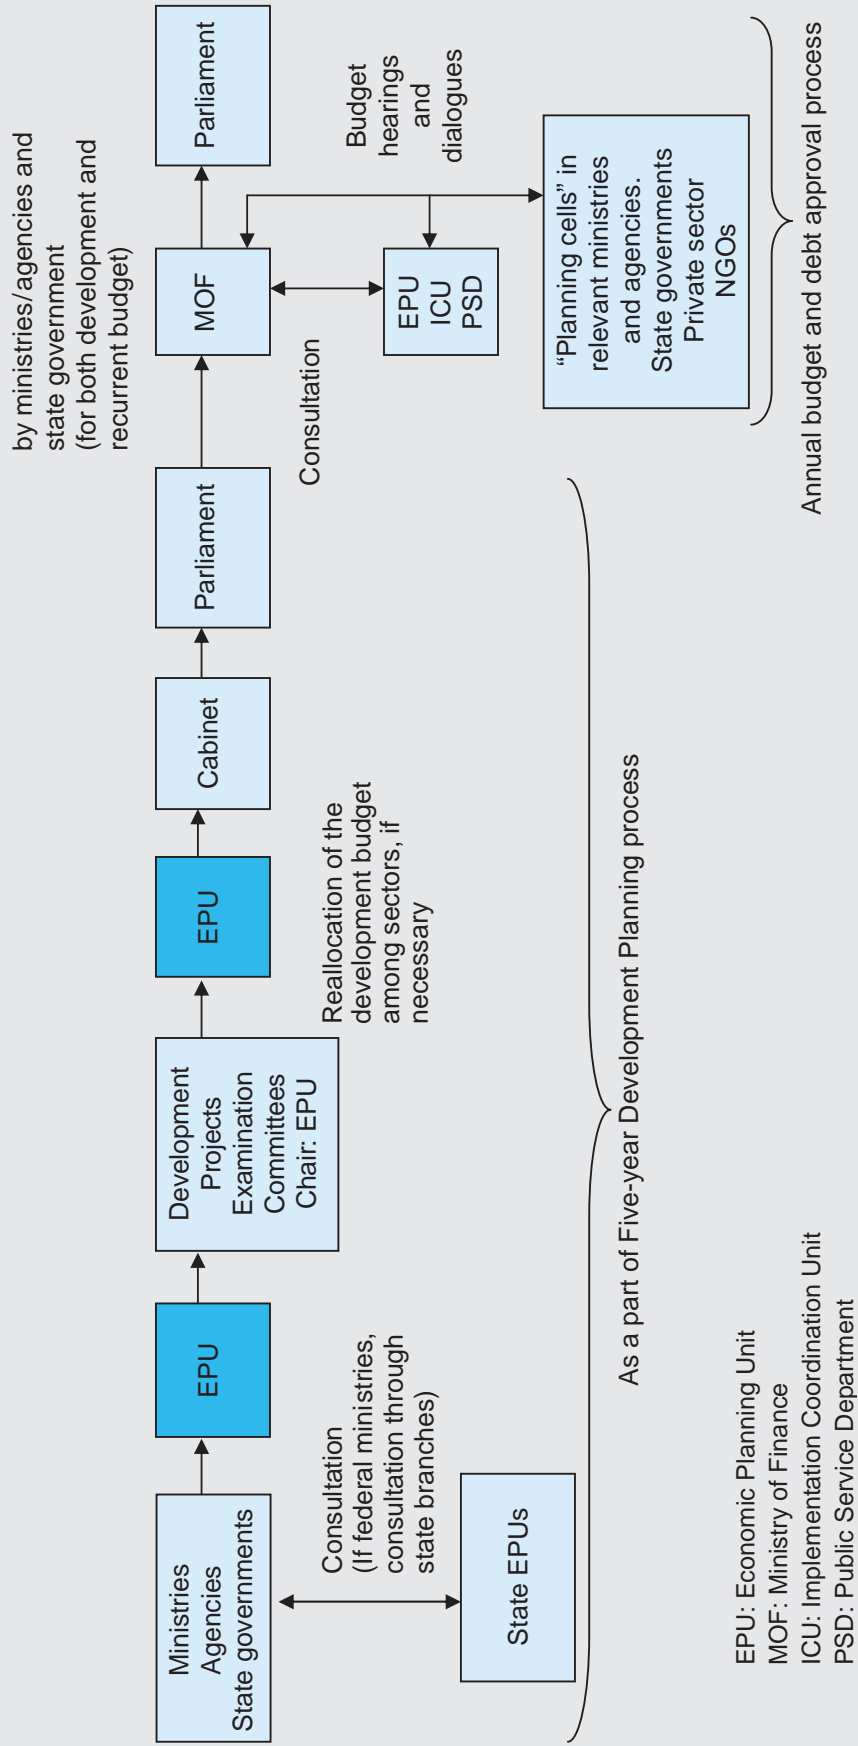 by ministries/agencies and
state government
(for both development and
recurrent budget)
Ministries
Agencies
State governments
EPU
Development
Projects
Examination
Committees
Chair: EPU
EPU
Cabinet
Parliament
MOF
Parliament
Consultation
(If federal ministries,
consultation through
state branches)
Reallocation of the
development budget
among sectors, if
necessary
Consultation
Budget
hearings
and
dialogues
State EPUs
EPU
ICU
PSD
"Planning cells” in
relevant ministries
and agencies.
State governments
Private sector
NGOs
As a part of Five-year Development Planning process
Annual budget and debt approval process
EPU: Economic Planning Unit
MOF: Ministry of Finance
ICU: Implementation Coordination Unit
PSD: Public Service Department